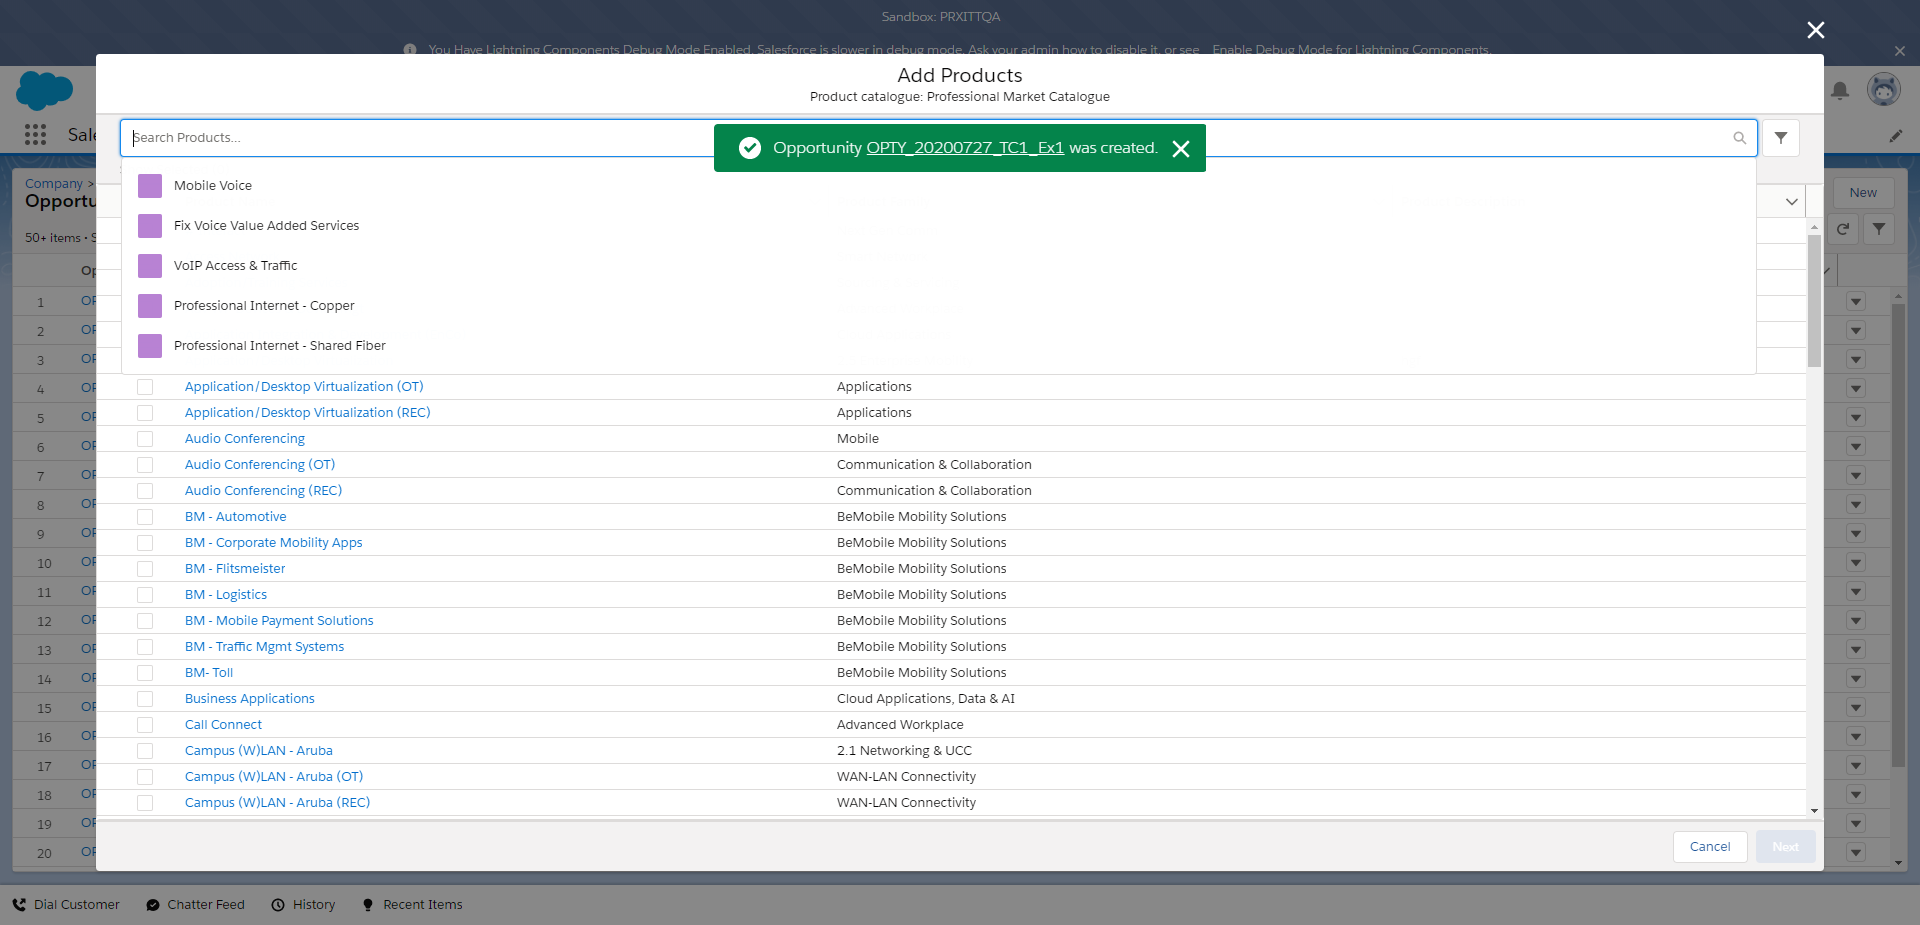 Sandbox: PRXITTQA
You Have Lightning Components Debug Mode Enabled. Salesforce is slower in debug mode. Ask your admin how to disable it, or see Enable Debug Mode for Lightning Components.
Add Products
Product catalogue: Professional Market Catalogue
Search Products...
Opportunity OPTY_20200727_TC1_Ex1 was created.
Company >
New
50+ items •
Mobile Voice
Fix Voice Value Added Services
VoIP Access & Traffic
Professional Internet - Copper
Professional Internet - Shared Fiber
1
2
3
4
5
6
7
8
9
10
11
12
13
14
15
16
17
18
19
20
Application/Desktop Virtualization (OT) Applications
Application/Desktop Virtualization (REC) Applications
Audio Conferencing Mobile
Audio Conferencing (OT) Communication & Collaboration
Audio Conferencing (REC) Communication & Collaboration
BM - Automotive BeMobile Mobility Solutions
BM - Corporate Mobility Apps BeMobile Mobility Solutions
BM - Flitsmeister BeMobile Mobility Solutions
BM - Logistics BeMobile Mobility Solutions
BM - Mobile Payment Solutions BeMobile Mobility Solutions
BM - Traffic Mgmt Systems BeMobile Mobility Solutions
BM- Toll BeMobile Mobility Solutions
Business Applications Cloud Applications, Data & AI
Call Connect Advanced Workplace
Campus (W)LAN - Aruba 2.1 Networking & UCC
Campus (W)LAN - Aruba (OT) WAN-LAN Connectivity
Campus (W)LAN - Aruba (REC) WAN-LAN Connectivity
Cancel Next
Dial Customer Chatter Feed History Recent Items